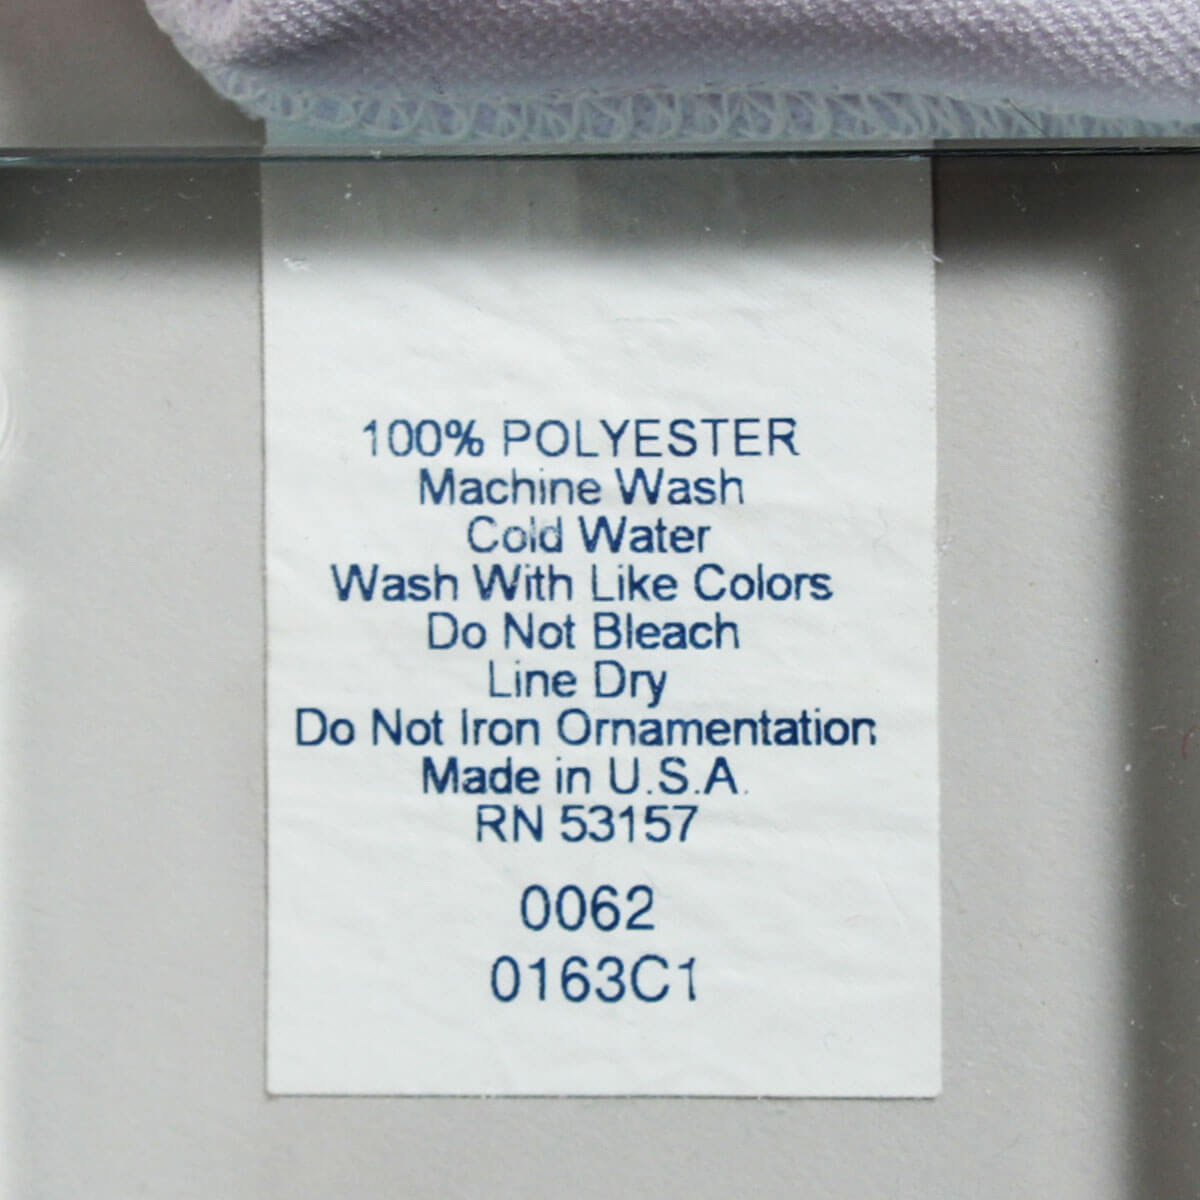 100% POLYESTER
Machine Wash
Cold Water
Wash With Like Colors
Do Not Bleach
Line Dry
Do Not Iron Ornamentation
Made in U.S.A.
RN 53157
0062
0163C1